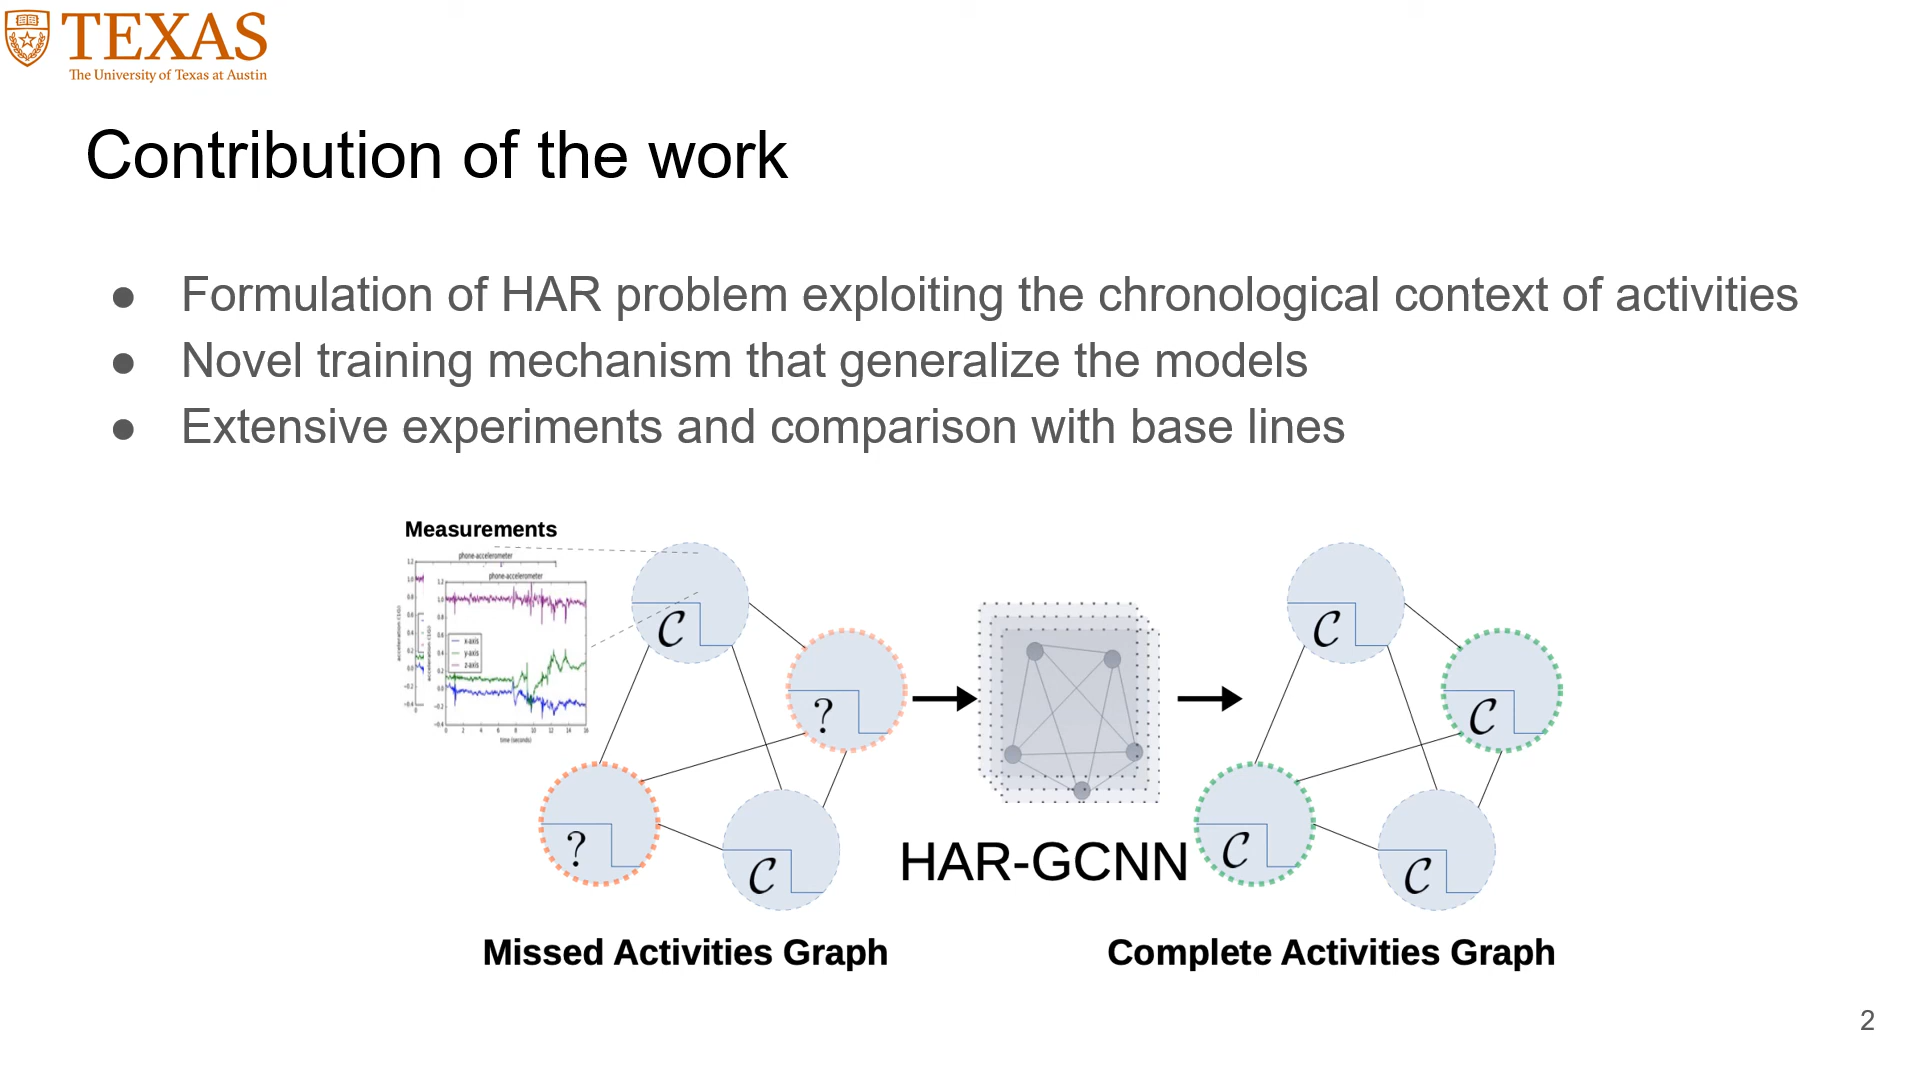 TEXAS
The University of Texas at Austin
Contribution of the work
● Formulation of HAR problem exploiting the chronological context of activities
● Novel training mechanism that generalize the models
● Extensive experiments and comparison with base lines
Measurements
phone-accelerometer
phone-accelerometer
x-axis
y-axis
z-axis
time (seconds)
C
?
?
C
HAR-GCNN
C
C
C
C
Missed Activities Graph
Complete Activities Graph
2